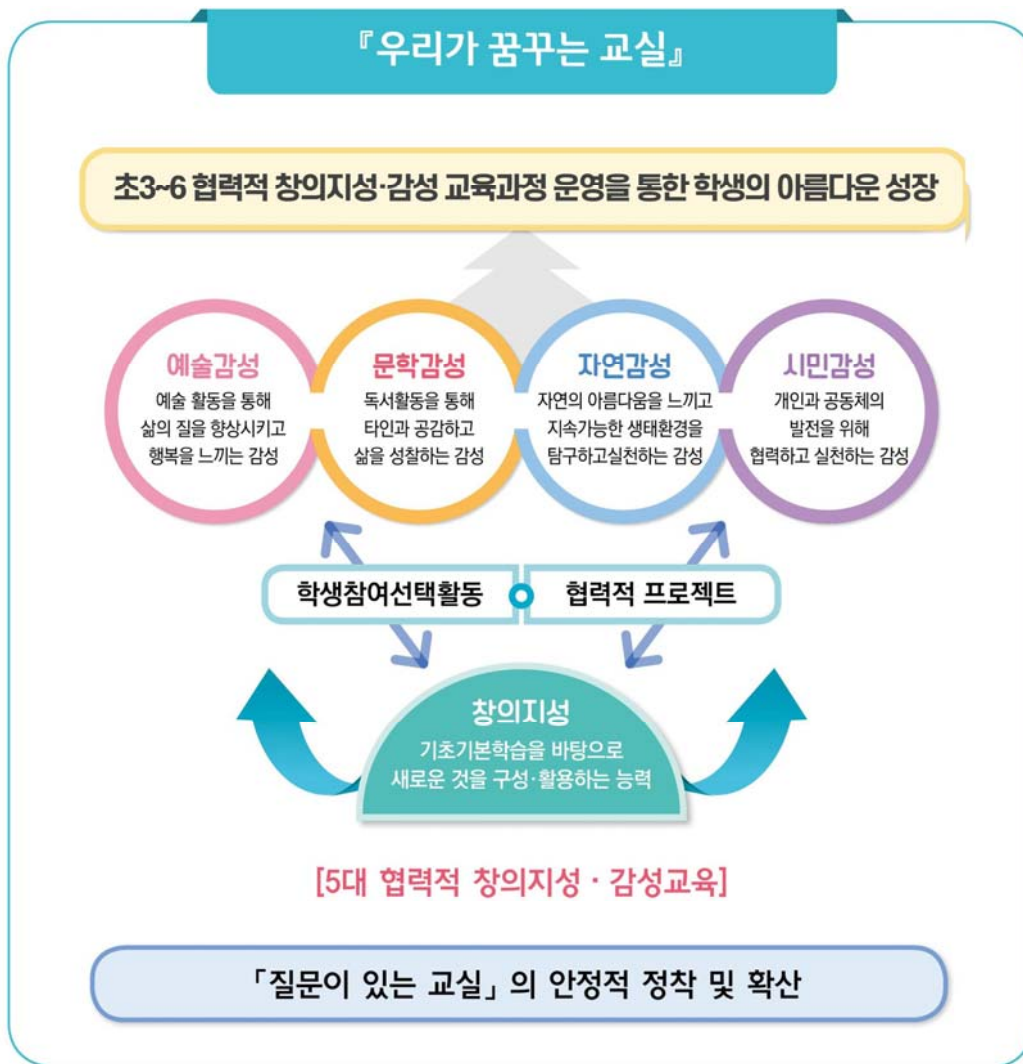 『우리가 꿈꾸는 교실』
초3~6 협력적 창의지성·감성 교육과정 운영을 통한 학생의 아름다운 성장
예술감성
예술 활동을 통해
삶의 질을 향상시키고
행복을 느끼는 감성
문학감성
독서활동을 통해
타인과 공감하고
삶을 성찰하는 감성
자연감성
자연의 아름다움을 느끼고
지속가능한 생태환경을
탐구하고실천하는 감성
시민감성
개인과 공동체의
발전을 위해
협력하고 실천하는 감성
학생참여선택활동
협력적 프로젝트
창의지성
기초기본학습을 바탕으로
새로운 것을 구성·활용하는 능력
[5대 협력적 창의지성 · 감성교육]
「질문이 있는 교실」의 안정적 정착 및 확산